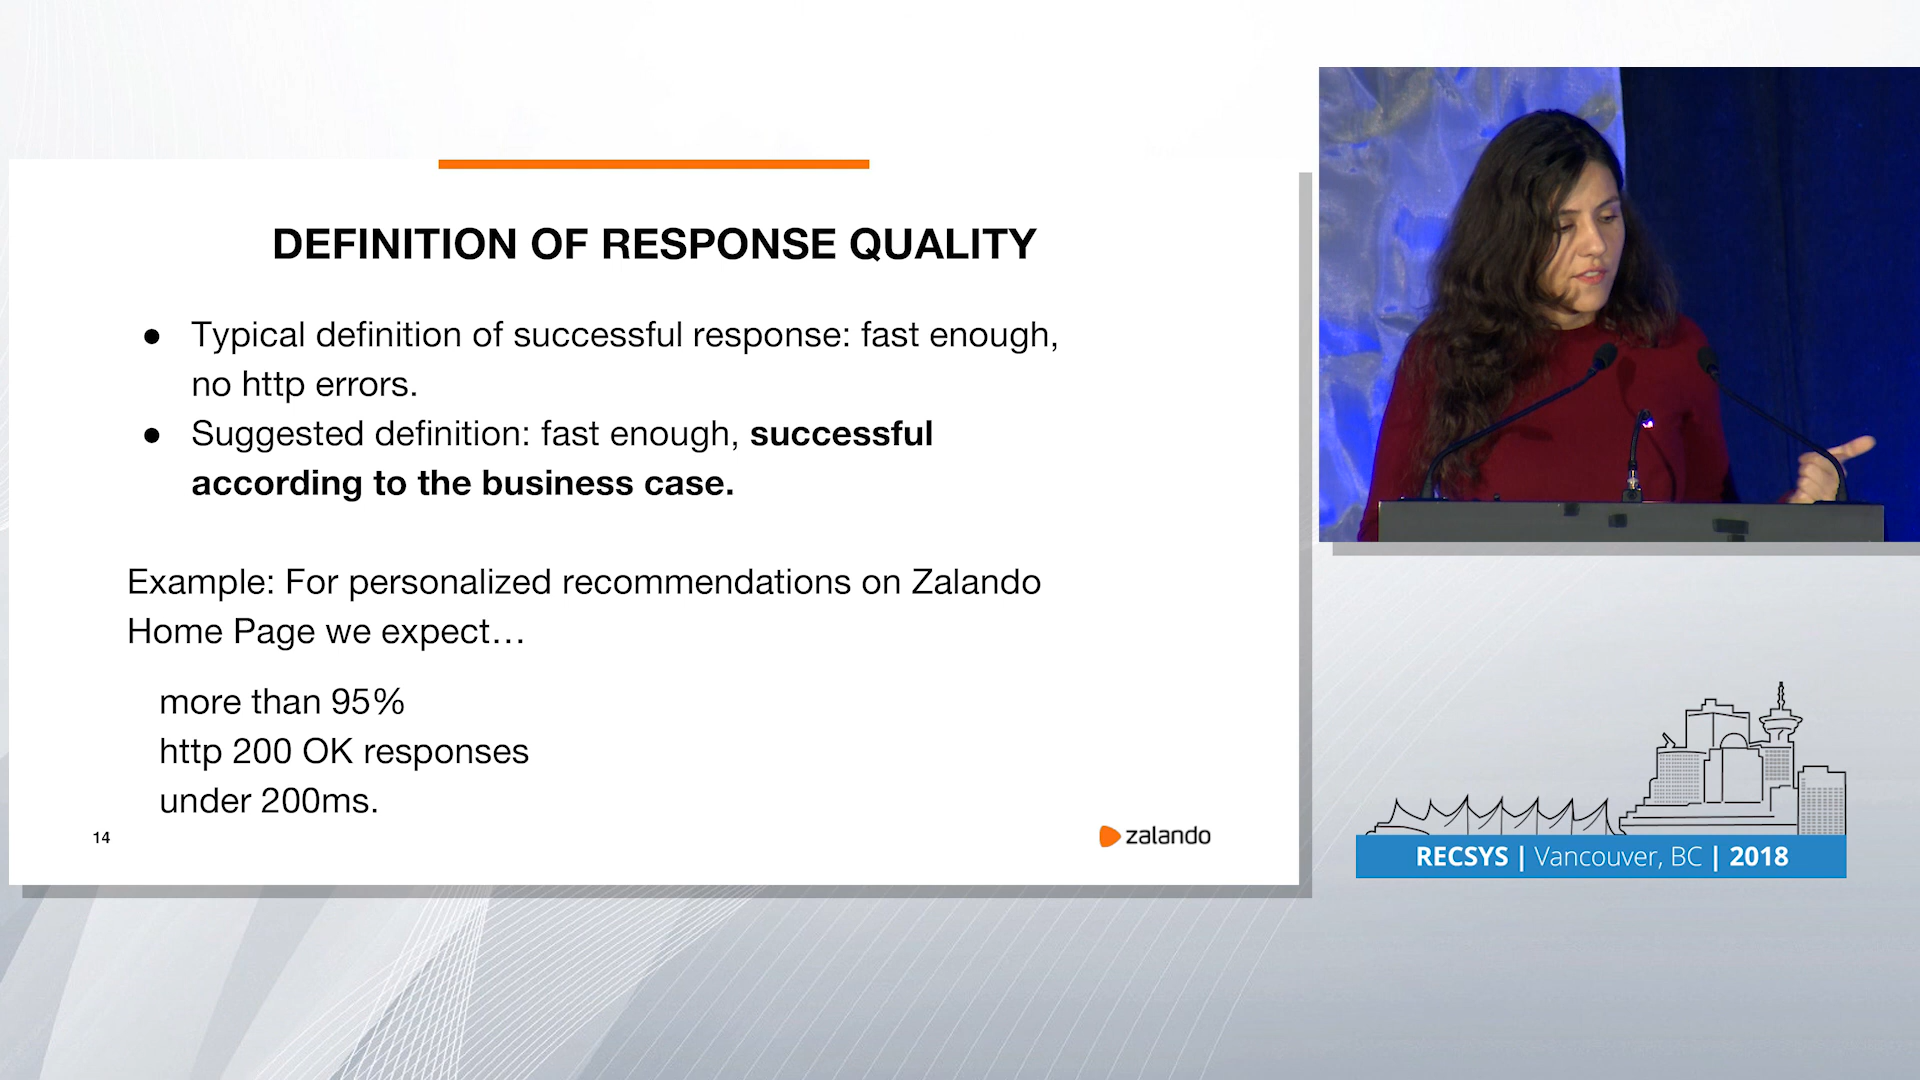 DEFINITION OF RESPONSE QUALITY
● Typical definition of successful response: fast enough,
no http errors.
● Suggested definition: fast enough, successful
according to the business case.
Example: For personalized recommendations on Zalando
Home Page we expect…
more than 95%
http 200 OK responses
under 200ms.
14
zalando
RECSYS | Vancouver, BC | 2018